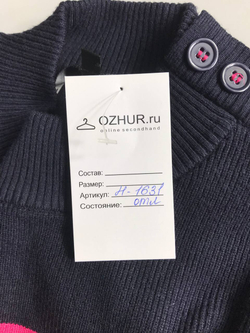 OZHUR.ru
online secondhand
Состав:
Размер:
Артикул: Н-1631
Состояние: отл